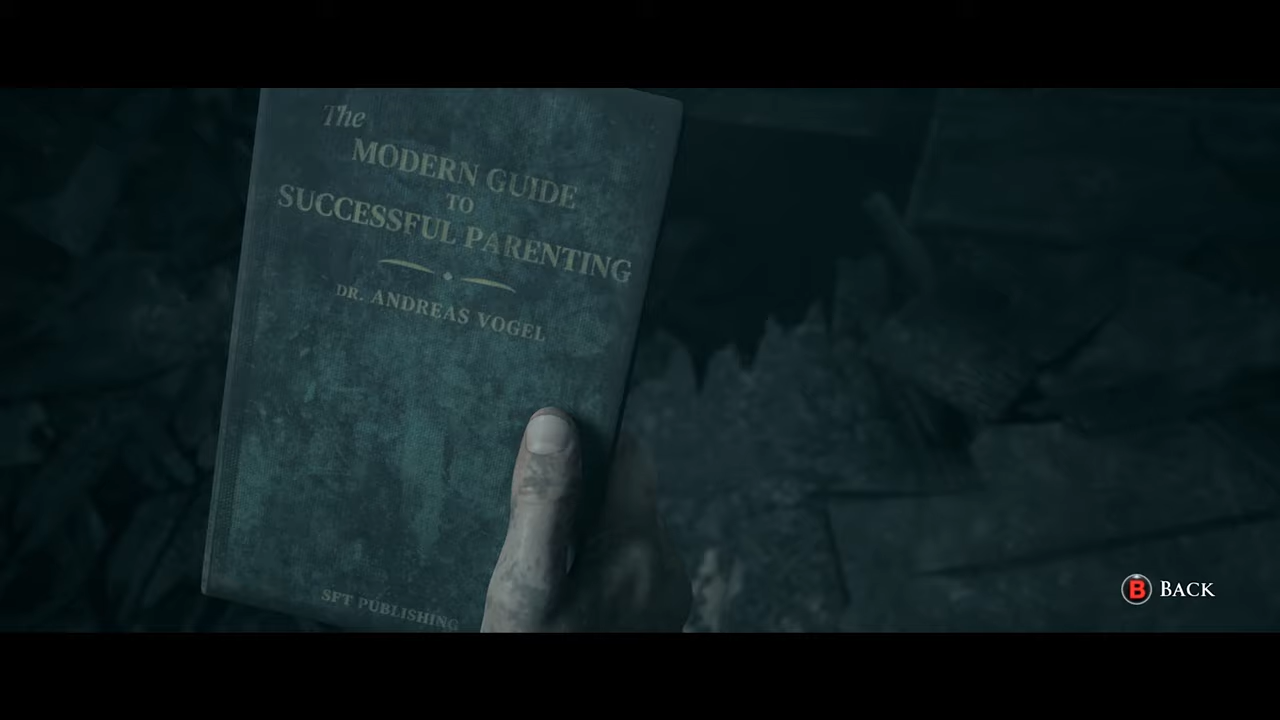 The
MODERN GUIDE
TO
SUCCESSFUL PARENTING
DR. ANDREAS VOGEL
SFT PUBLISHING
B BACK